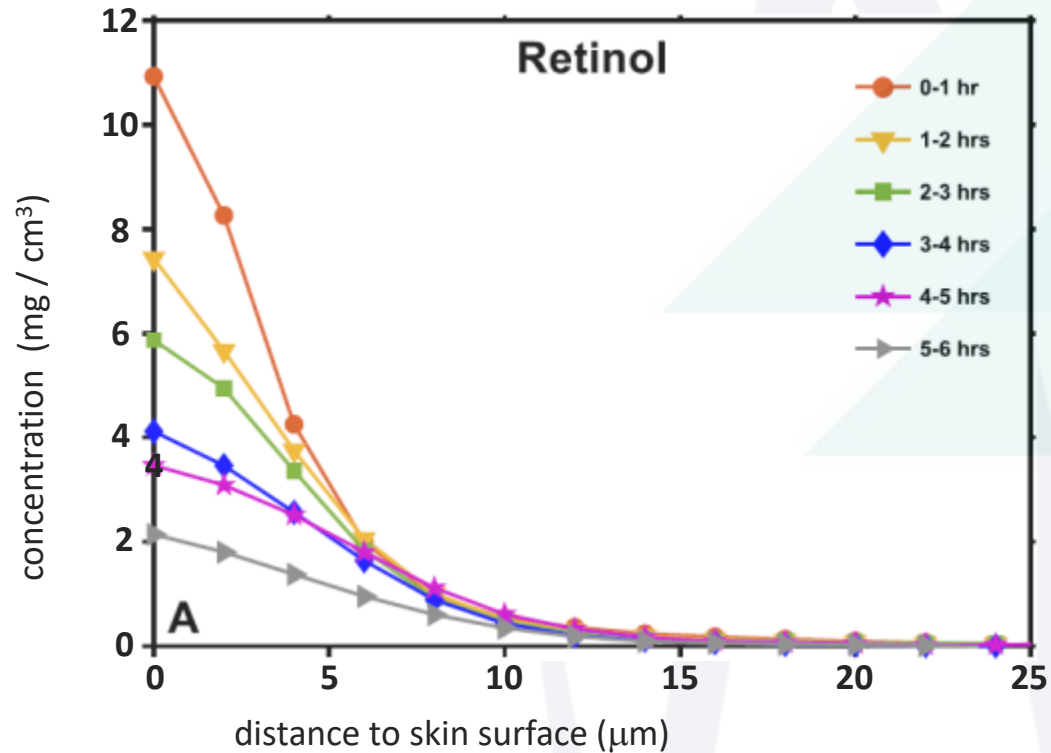 12
Retinol
0-1 hr
10
1-2 hrs
2-3 hrs
8
3-4 hrs
4-5 hrs
6
5-6 hrs
concentration (mg / cm³)
4
4
2
A
0
0 5 10 15 20 25
distance to skin surface (μm)